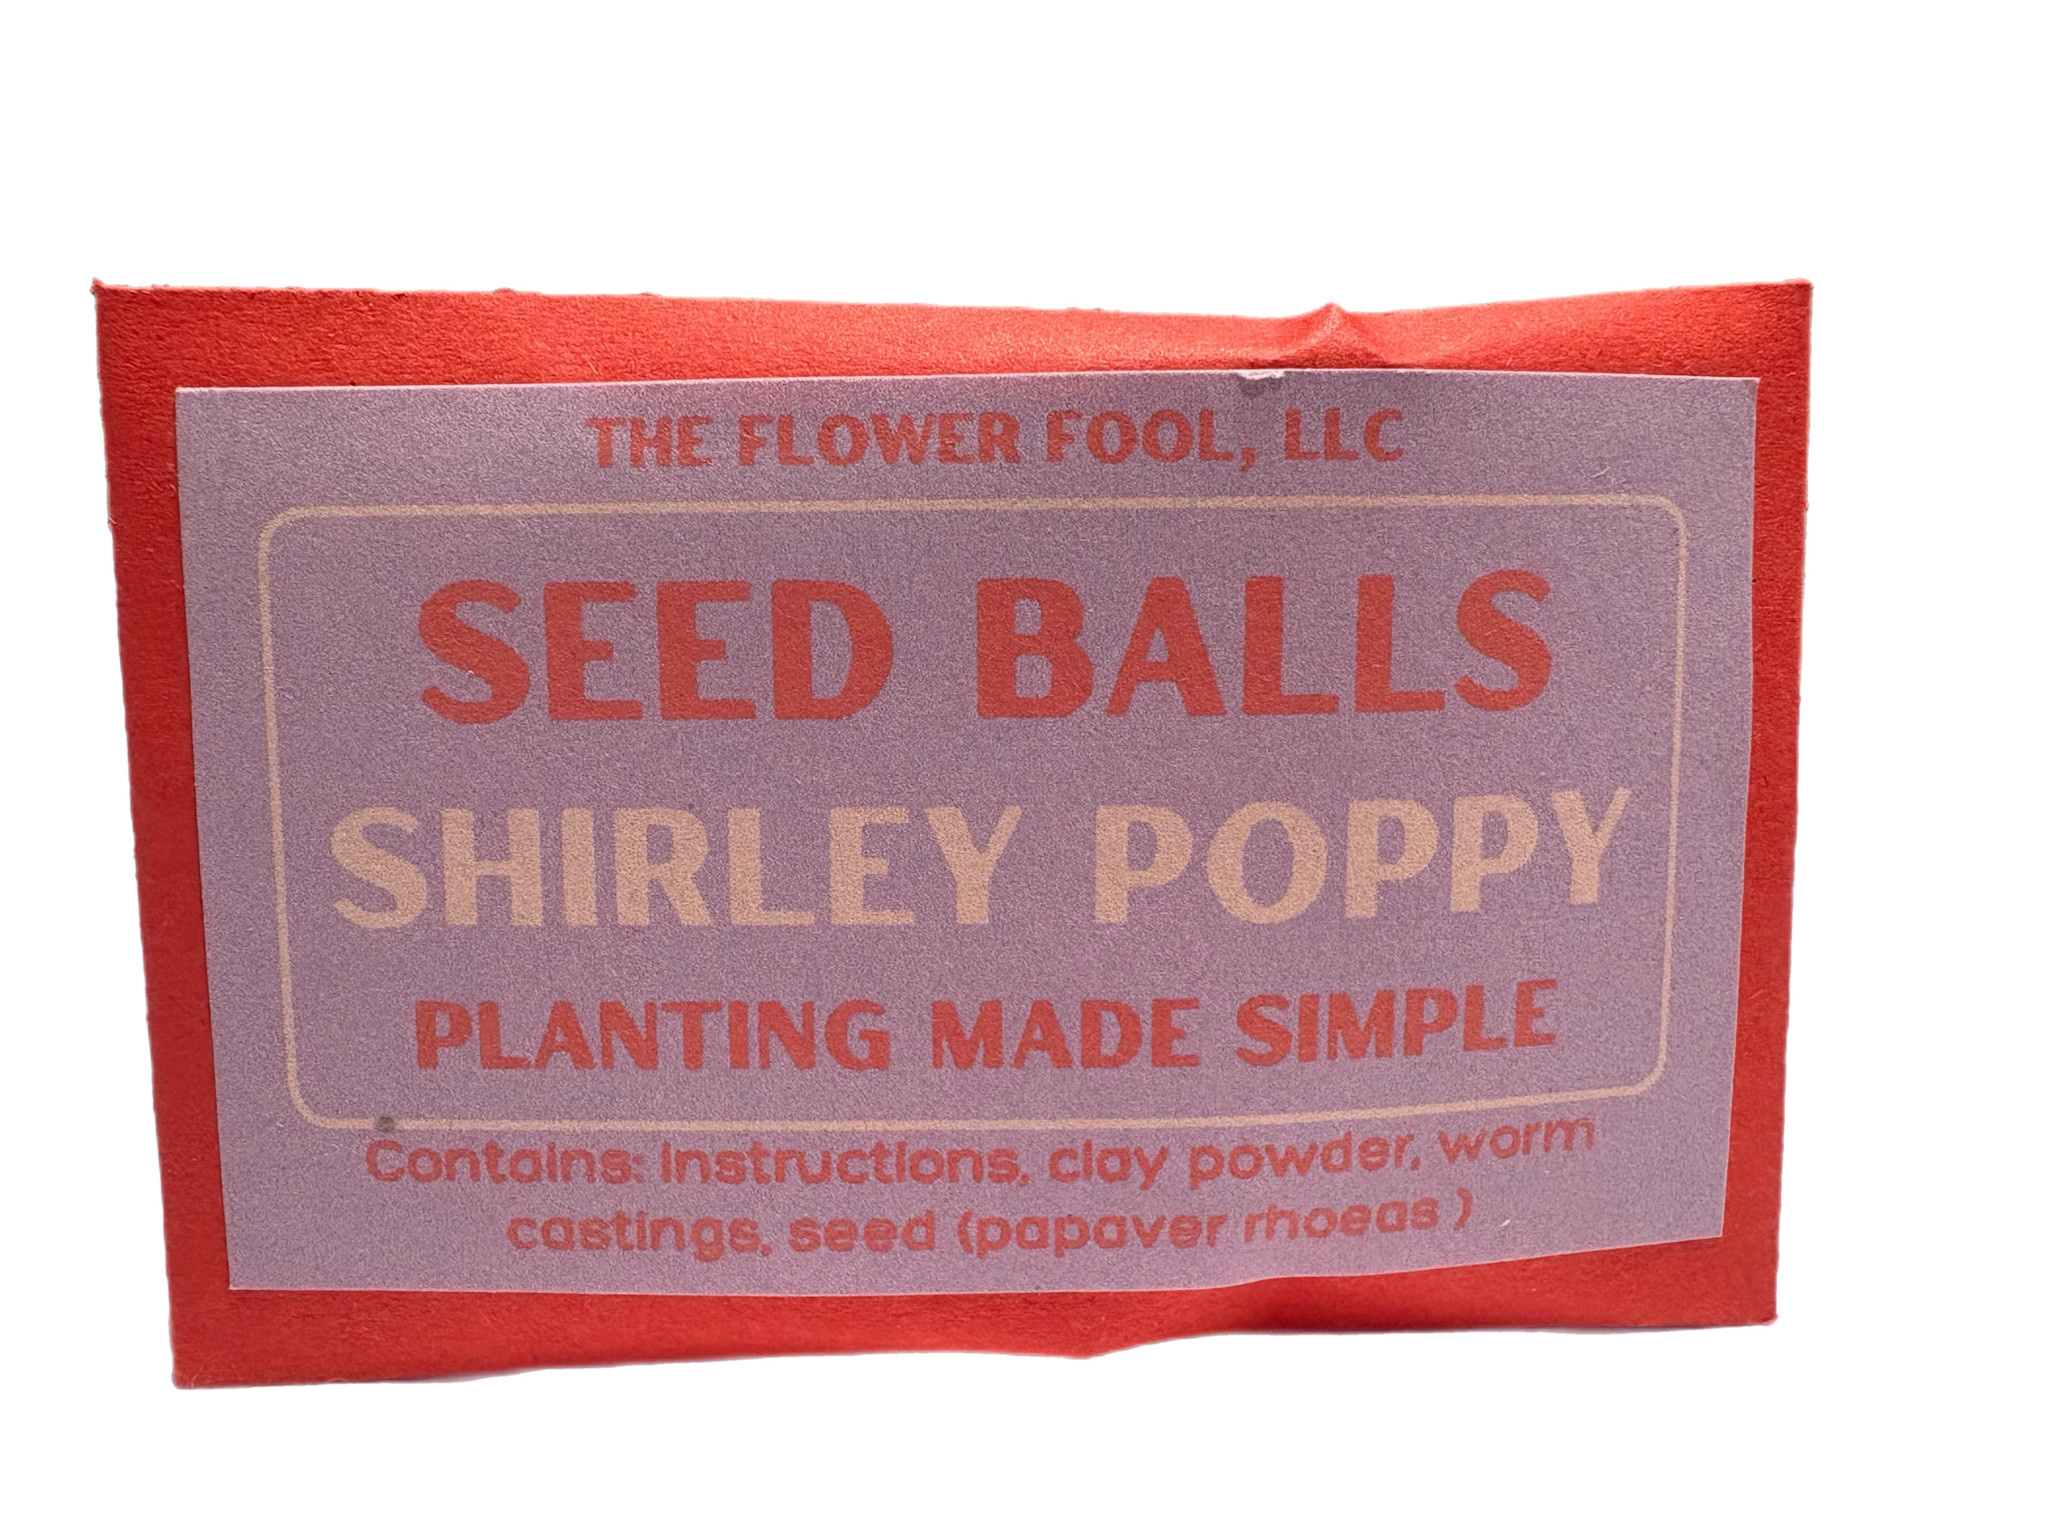 THE FLOWER FOOL, LLC
SEED BALLS
SHIRLEY POPPY
PLANTING MADE SIMPLE
Contains: Instructions, clay powder, worm
castings, seed (papaver rhoeas )